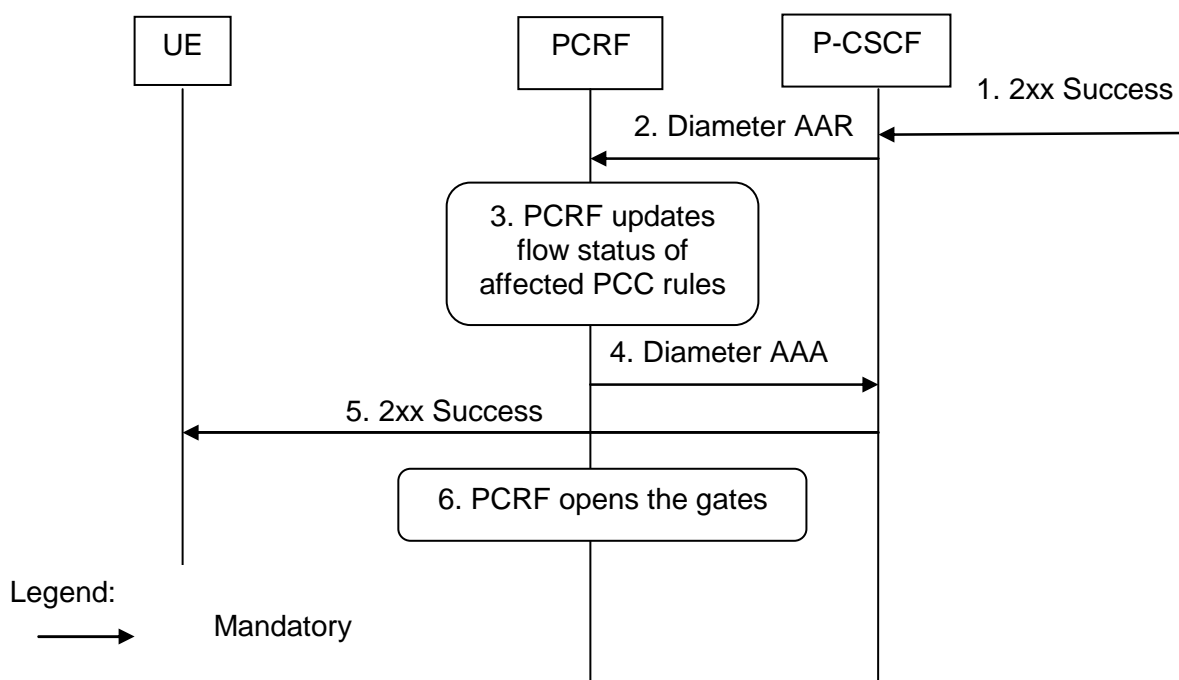 UE
PCRF
P-CSCF
1. 2xx Success
2. Diameter AAR
3. PCRF updates
flow status of
affected PCC rules
4. Diameter AAA
5. 2xx Success
6. PCRF opens the gates
Legend:
Mandatory